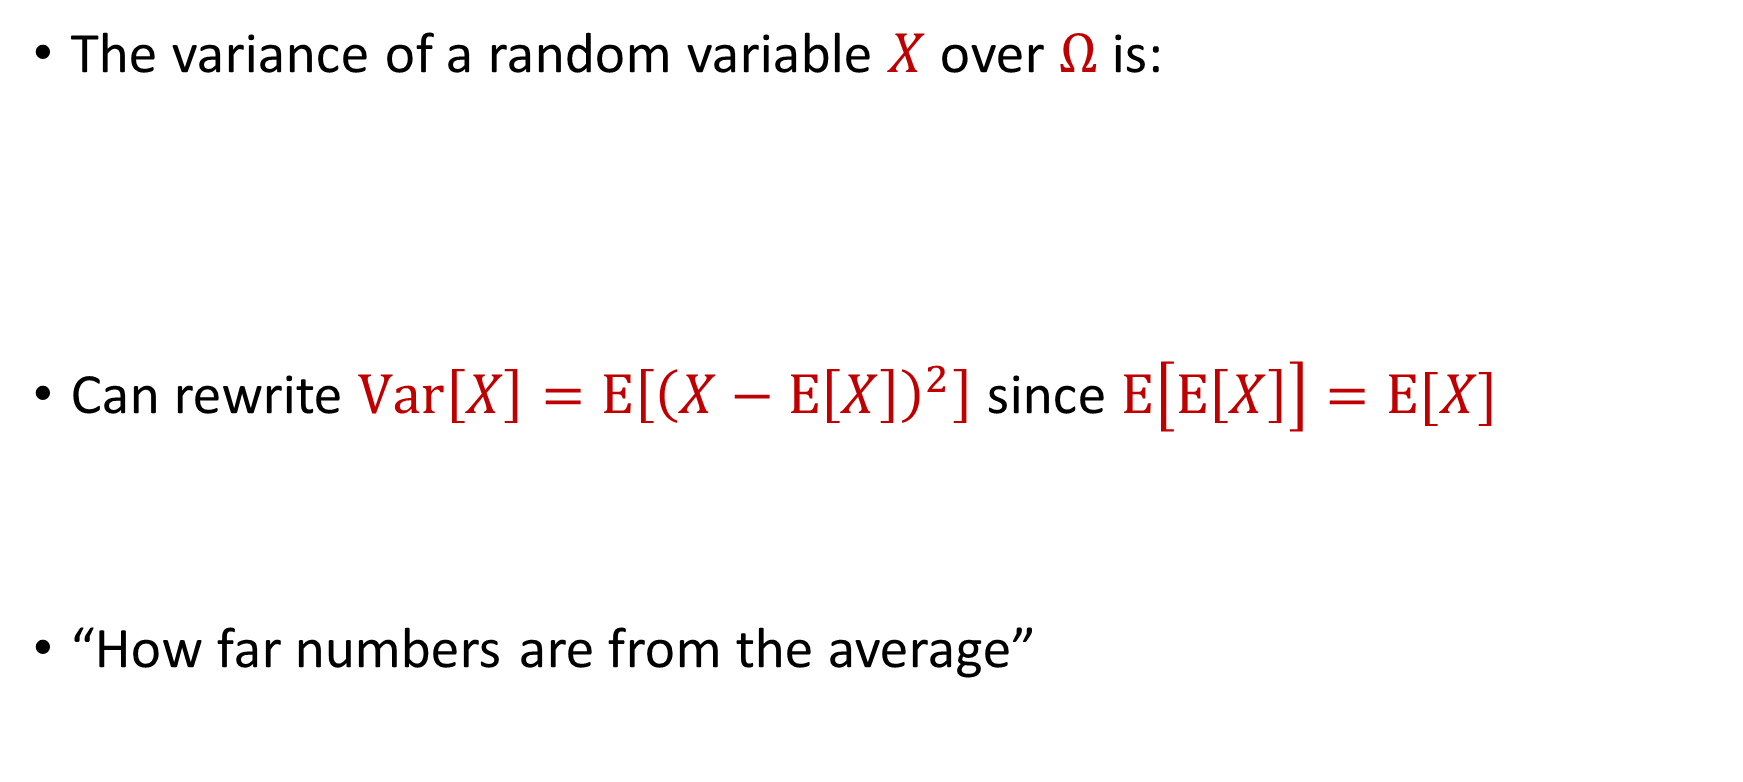 • The variance of a random variable X over Ω is:
• Can rewrite Var[X] = E[(X − E[X])²] since E[E[X]] = E[X]
• “How far numbers are from the average”